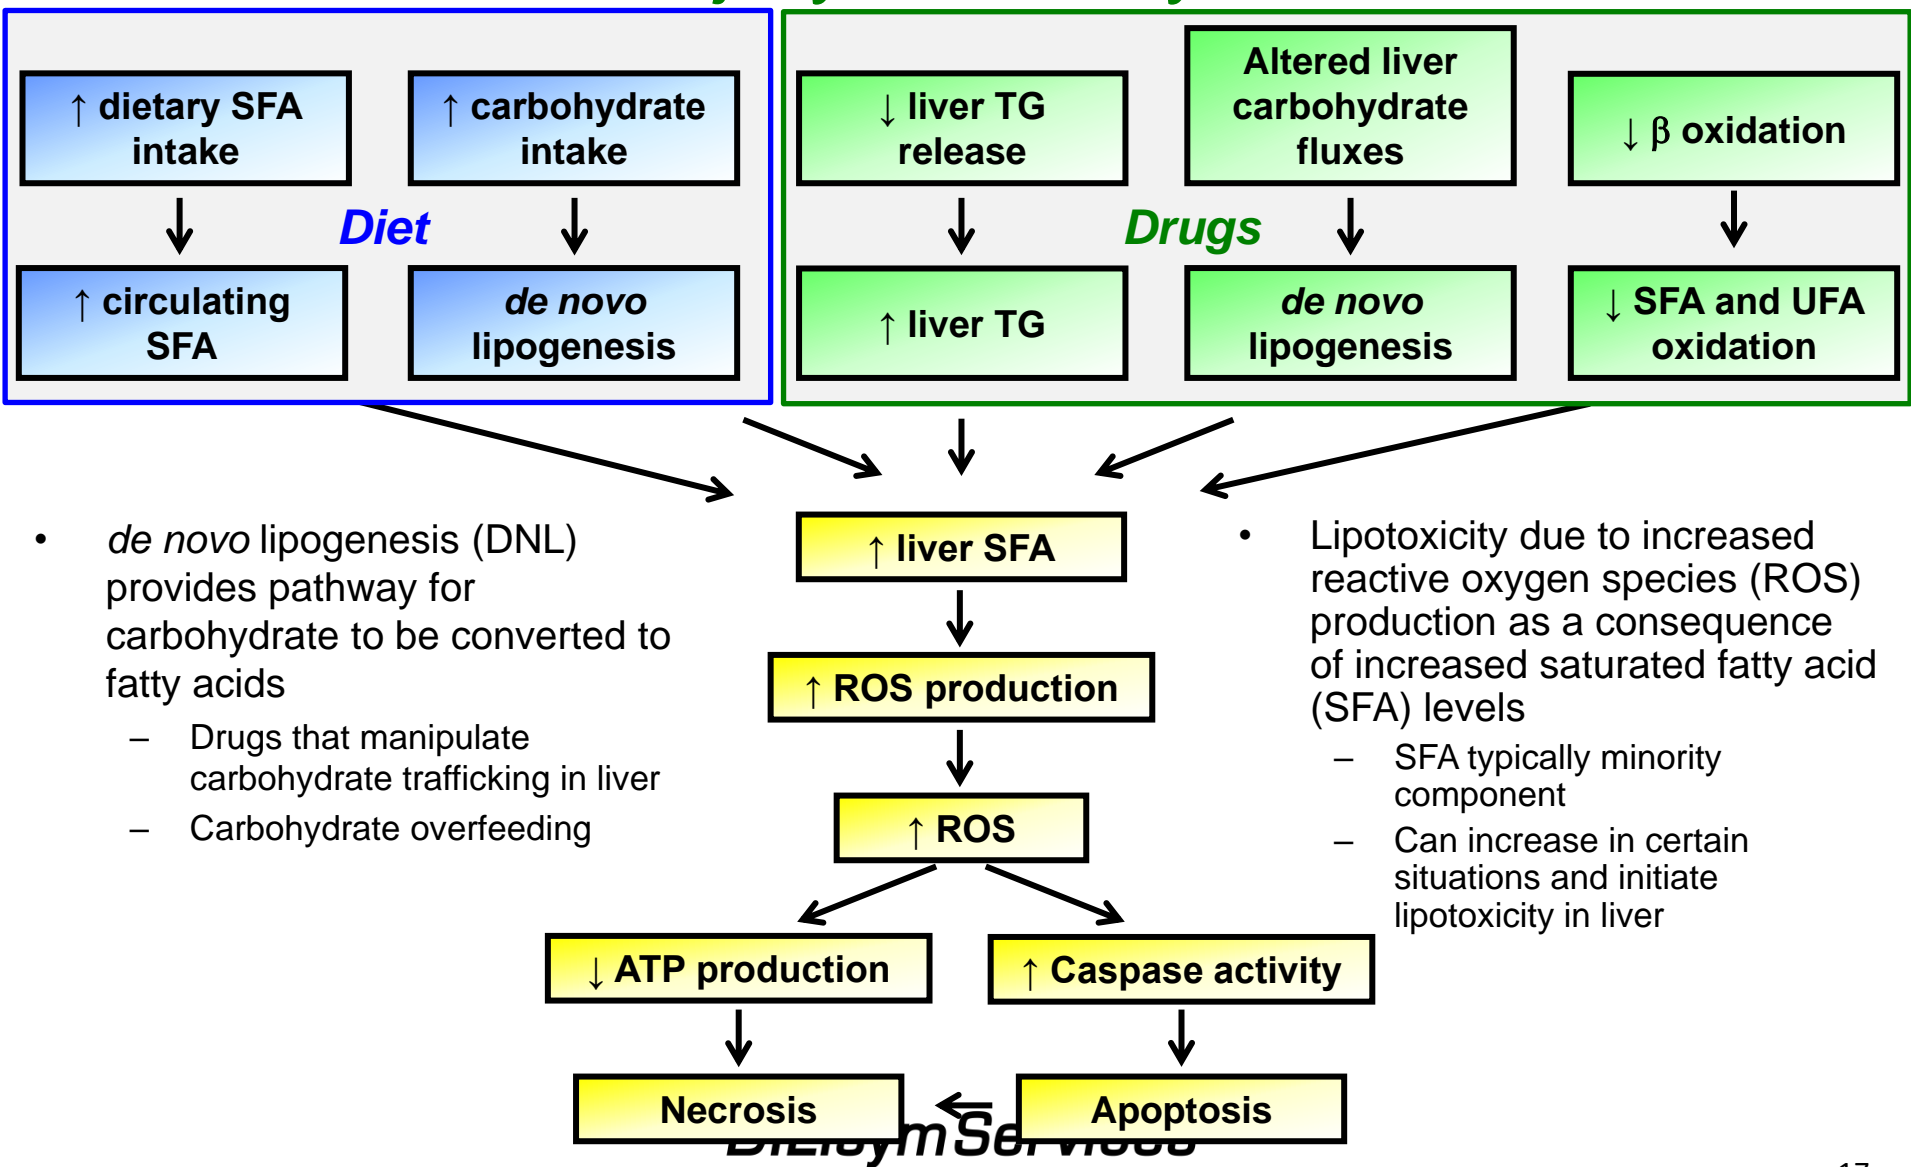 ↑ dietary SFA
intake
↑ carbohydrate
intake
↓ liver TG
release
Altered liver
carbohydrate
fluxes
↓ β oxidation
Diet
Drugs
↑ circulating
SFA
de novo
lipogenesis
↑ liver TG
de novo
lipogenesis
↓ SFA and UFA
oxidation
• de novo lipogenesis (DNL)
provides pathway for
carbohydrate to be converted to
fatty acids
– Drugs that manipulate
carbohydrate trafficking in liver
– Carbohydrate overfeeding
↑ liver SFA
↑ ROS production
↑ ROS
↓ ATP production
↑ Caspase activity
Necrosis
Apoptosis
• Lipotoxicity due to increased
reactive oxygen species (ROS)
production as a consequence
of increased saturated fatty acid
(SFA) levels
– SFA typically minority
component
– Can increase in certain
situations and initiate
lipotoxicity in liver
DILIsym Services
17